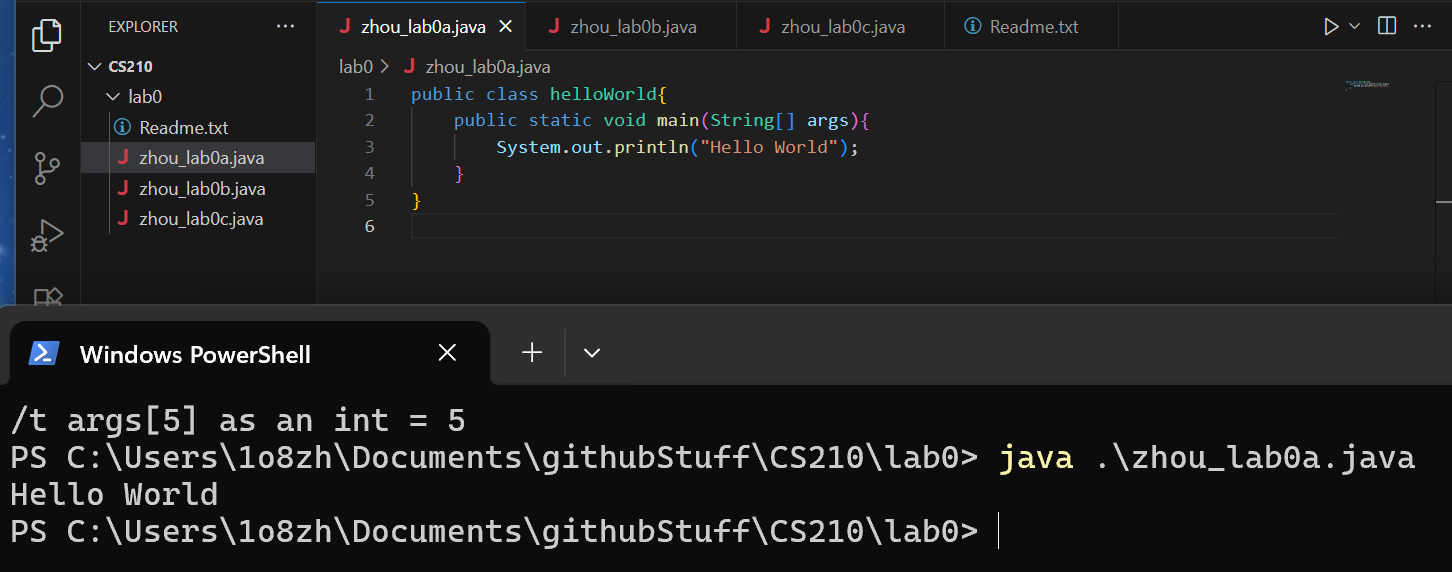 EXPLORER ···
zhou_lab0a.java
zhou_lab0b.java
zhou_lab0c.java
Readme.txt
CS210
lab0
Readme.txt
zhou_lab0a.java
zhou_lab0b.java
zhou_lab0c.java
lab0 > J zhou_lab0a.java
1 public class helloWorld{
2     public static void main(String[] args){
3         System.out.println("Hello World");
4     }
5 }
6
Windows PowerShell
/t args[5] as an int = 5
PS C:\Users\1o8zh\Documents\githubStuff\CS210\lab0> java .\zhou_lab0a.java
Hello World
PS C:\Users\1o8zh\Documents\githubStuff\CS210\lab0>